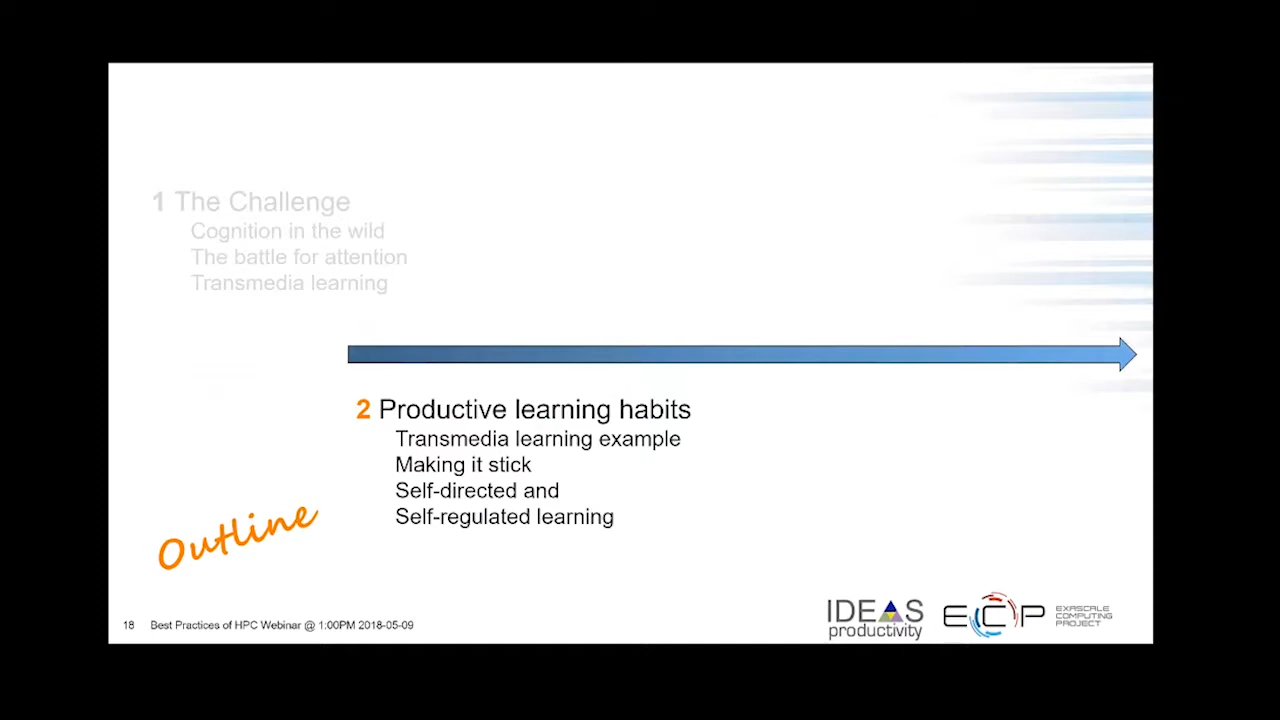 1 The Challenge
Cognition in the wild
The battle for attention
Transmedia learning
2 Productive learning habits
Transmedia learning example
Making it stick
Self-directed and
Self-regulated learning
Outline
18 Best Practices of HPC Webinar @ 1:00PM 2018-05-09
IDEAS
productivity
ECP
EXASCALE
COMPUTING
PROJECT